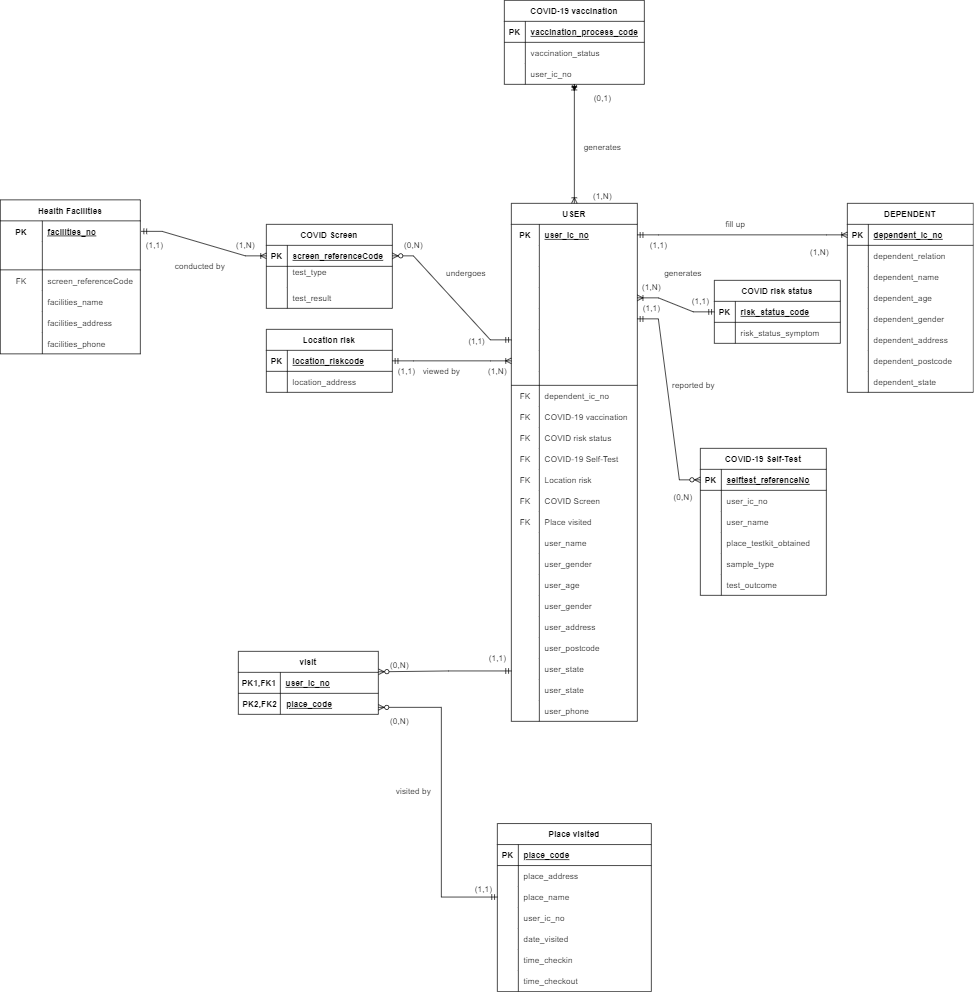 COVID-19 vaccination
PK vaccination_process_code
vaccination_status
user_ic_no
(0,1)
generates
(1,N)
Health Facilities
PK facilities_no
FK screen_referenceCode
facilities_name
facilities_address
facilities_phone
(1,1)
conducted by
(1,N)
COVID Screen
PK screen_referenceCode
test_type
test_result
(0,N)
undergoes
(1,1)
Location risk
PK location_riskcode
location_address
(1,1)
viewed by
(1,N)
USER
PK user_ic_no
FK dependent_ic_no
FK COVID-19 vaccination
FK COVID risk status
FK COVID-19 Self-Test
FK Location risk
FK COVID Screen
FK Place visited
user_name
user_gender
user_age
user_gender
user_address
user_postcode
user_state
user_state
user_phone
fill up
(1,1)
(1,N)
DEPENDENT
PK dependent_ic_no
dependent_relation
dependent_name
dependent_age
dependent_gender
dependent_address
dependent_postcode
dependent_state
generates
(1,N)
(1,1)
COVID risk status
PK risk_status_code
risk_status_symptom
(1,1)
reported by
(0,N)
COVID-19 Self-Test
PK selftest_referenceNo
user_ic_no
user_name
place_testkit_obtained
sample_type
test_outcome
visit
PK1,FK1 user_ic_no
PK2,FK2 place_code
(0,N)
(1,1)
(0,N)
visited by
(1,1)
Place visited
PK place_code
place_address
place_name
user_ic_no
date_visited
time_checkin
time_checkout